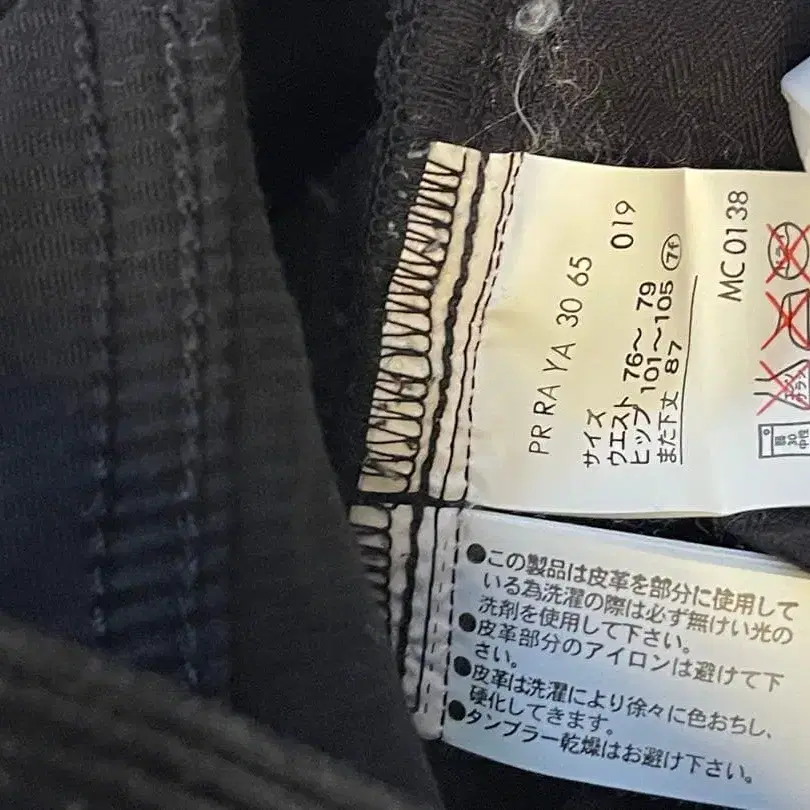 PR RA YA 30 65
019
サイズ
ウエスト 76〜 79
ヒップ 101〜105
また下丈 87
7f
MC0138
●この製品は皮革を部分に使用して
いる為洗濯の際は必ず無けい光の
洗剤を使用して下さい。
●皮革部分のアイロンは避けて下
さい。
●皮革は洗濯により徐々に色おちし、
硬化してきます。
●タンブラー乾燥はお避け下さい。